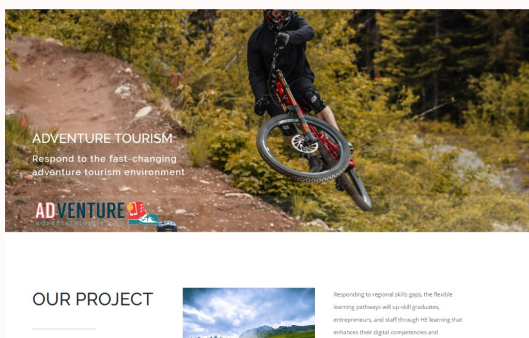 ADVENTURE TOURISM
Respond to the fast-changing
adventure tourism environment
ADVENTURE
OUR PROJECT
Responding to regional skills gaps, the flexible
learning pathways will up-skill graduates,
entrepreneurs, and staff through HE learning that
enhances their digital competencies and